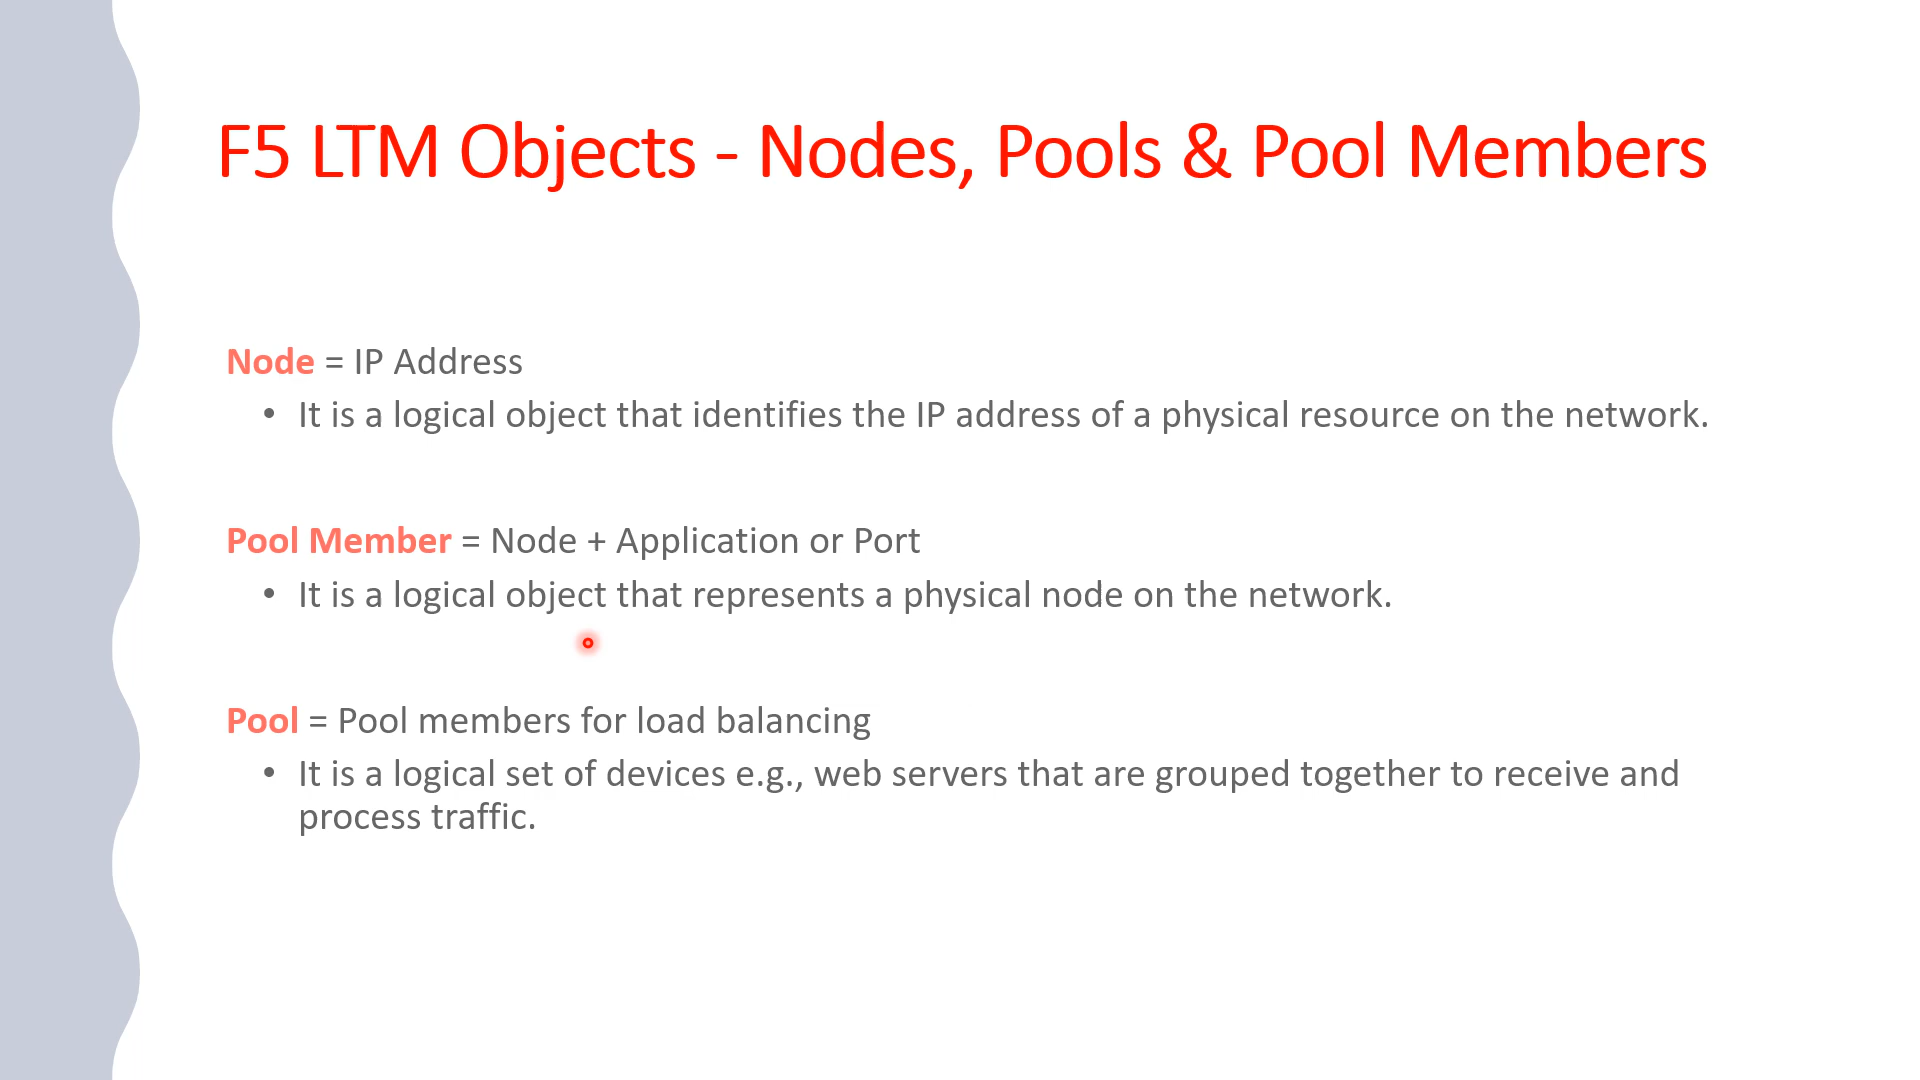 F5 LTM Objects - Nodes, Pools & Pool Members
Node = IP Address
• It is a logical object that identifies the IP address of a physical resource on the network.
Pool Member = Node + Application or Port
• It is a logical object that represents a physical node on the network.
Pool = Pool members for load balancing
• It is a logical set of devices e.g., web servers that are grouped together to receive and
process traffic.